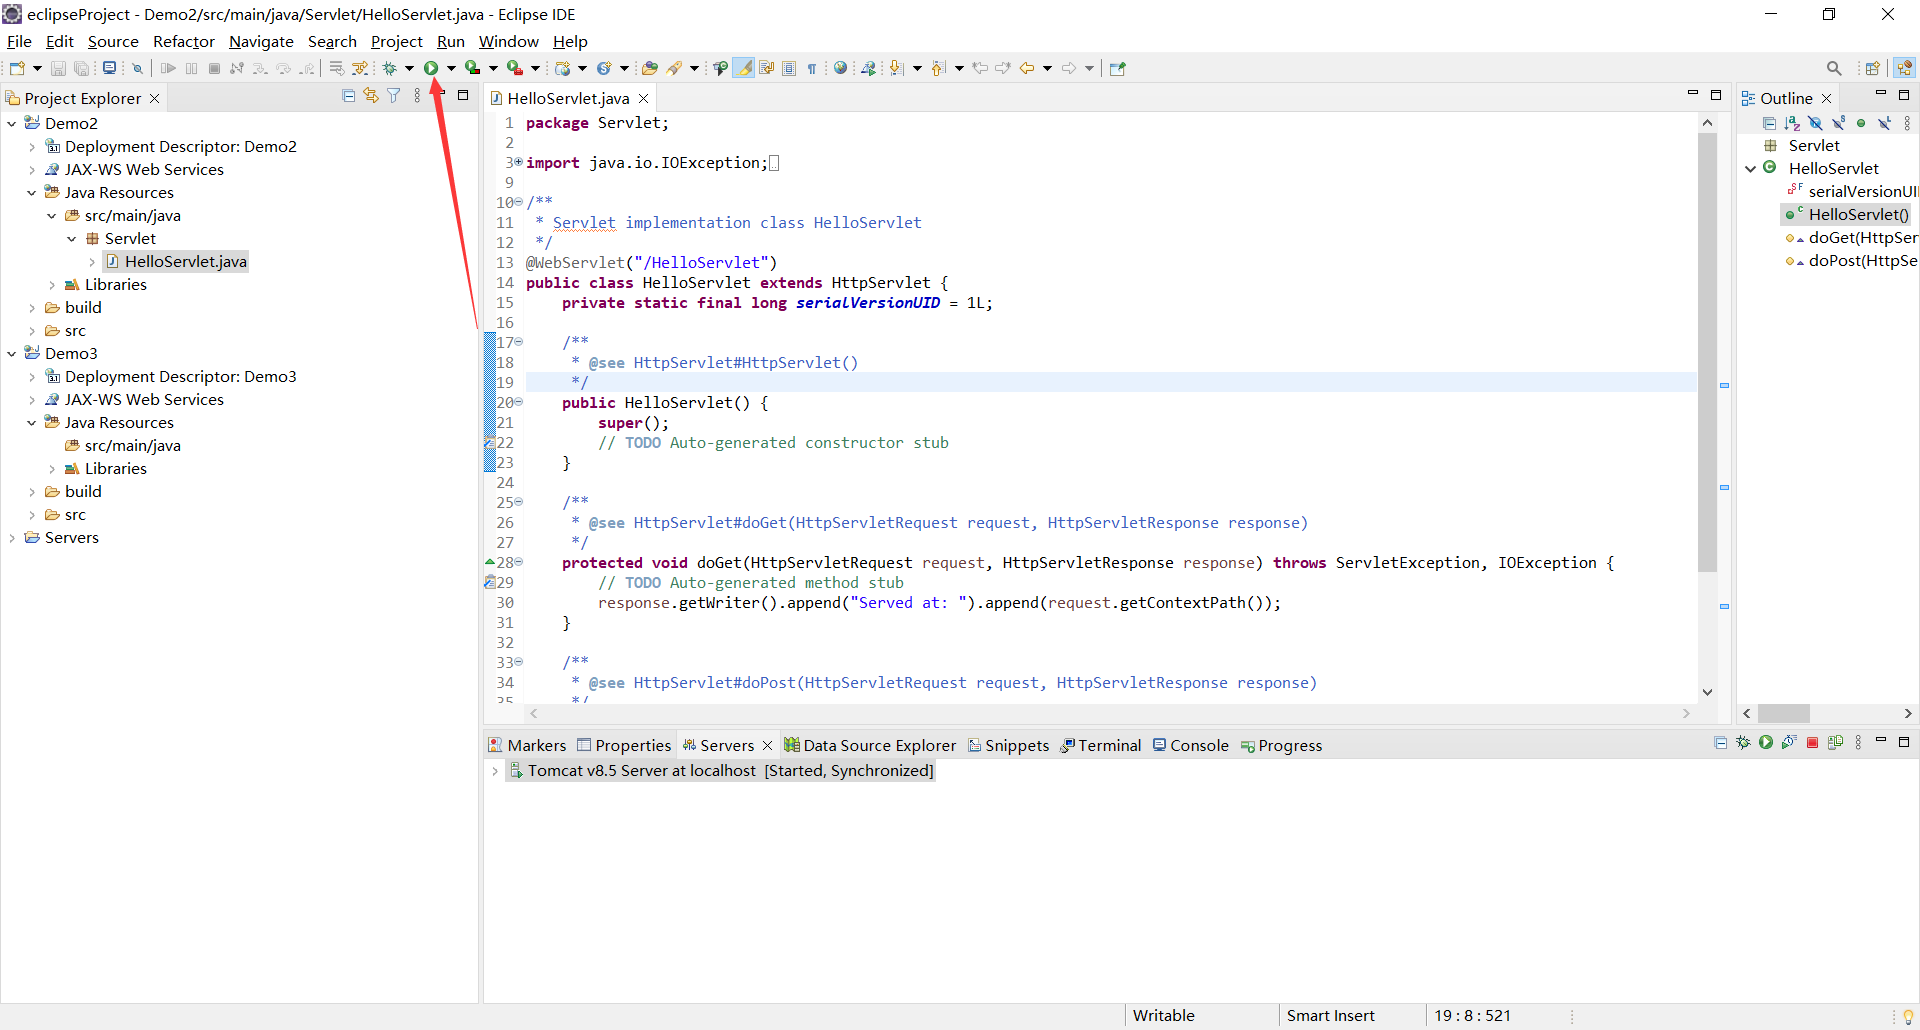 eclipseProject - Demo2/src/main/java/Servlet/HelloServlet.java - Eclipse IDE
File Edit Source Refactor Navigate Search Project Run Window Help
Project Explorer
Demo2
Deployment Descriptor: Demo2
JAX-WS Web Services
Java Resources
src/main/java
Servlet
HelloServlet.java
Libraries
build
src
Demo3
Deployment Descriptor: Demo3
JAX-WS Web Services
Java Resources
src/main/java
Libraries
build
src
Servers
HelloServlet.java
1 package Servlet;
2
3 import java.io.IOException;
9
10 /**
11 * Servlet implementation class HelloServlet
12 */
13 @WebServlet("/HelloServlet")
14 public class HelloServlet extends HttpServlet {
15 private static final long serialVersionUID = 1L;
16
17 /**
18 * @see HttpServlet#HttpServlet()
19 */
20 public HelloServlet() {
21 super();
22 // TODO Auto-generated constructor stub
23 }
24
25 /**
26 * @see HttpServlet#doGet(HttpServletRequest request, HttpServletResponse response)
27 */
28 protected void doGet(HttpServletRequest request, HttpServletResponse response) throws ServletException, IOException {
29 // TODO Auto-generated method stub
30 response.getWriter().append("Served at: ").append(request.getContextPath());
31 }
32
33 /**
34 * @see HttpServlet#doPost(HttpServletRequest request, HttpServletResponse response)
35 */
Outline
Servlet
HelloServlet
serialVersionUI
HelloServlet()
doGet(HttpSer
doPost(HttpSe
Markers Properties Servers Data Source Explorer Snippets Terminal Console Progress
Tomcat v8.5 Server at localhost [Started, Synchronized]
Writable Smart Insert 19 : 8 : 521